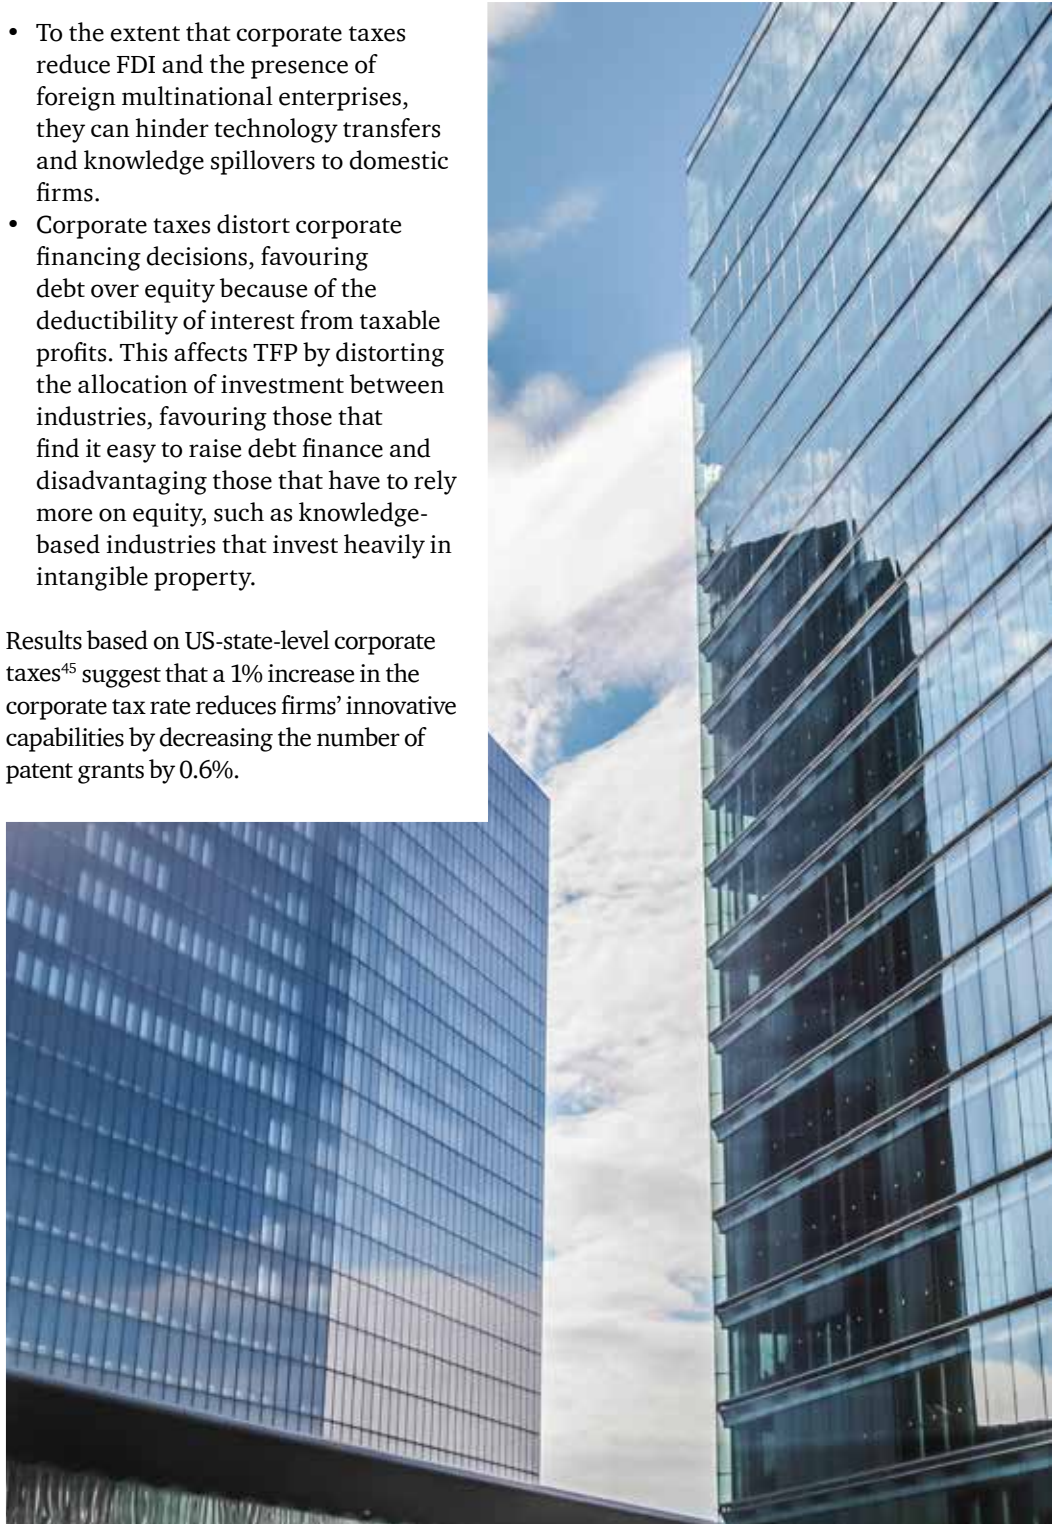 • To the extent that corporate taxes
reduce FDI and the presence of
foreign multinational enterprises,
they can hinder technology transfers
and knowledge spillovers to domestic
firms.
• Corporate taxes distort corporate
financing decisions, favouring
debt over equity because of the
deductibility of interest from taxable
profits. This affects TFP by distorting
the allocation of investment between
industries, favouring those that
find it easy to raise debt finance and
disadvantaging those that have to rely
more on equity, such as knowledge-
based industries that invest heavily in
intangible property.
Results based on US-state-level corporate
taxes⁴⁵ suggest that a 1% increase in the
corporate tax rate reduces firms’ innovative
capabilities by decreasing the number of
patent grants by 0.6%.